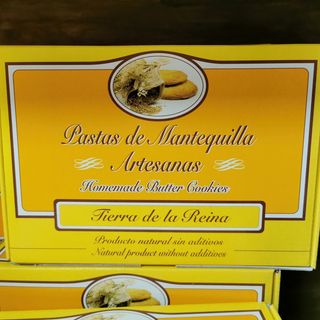 Pastas de Mantequilla
Artesanas
Homemade Butter Cookies
Tierra de la Reina
Producto natural sin aditivos
Natural product without additives